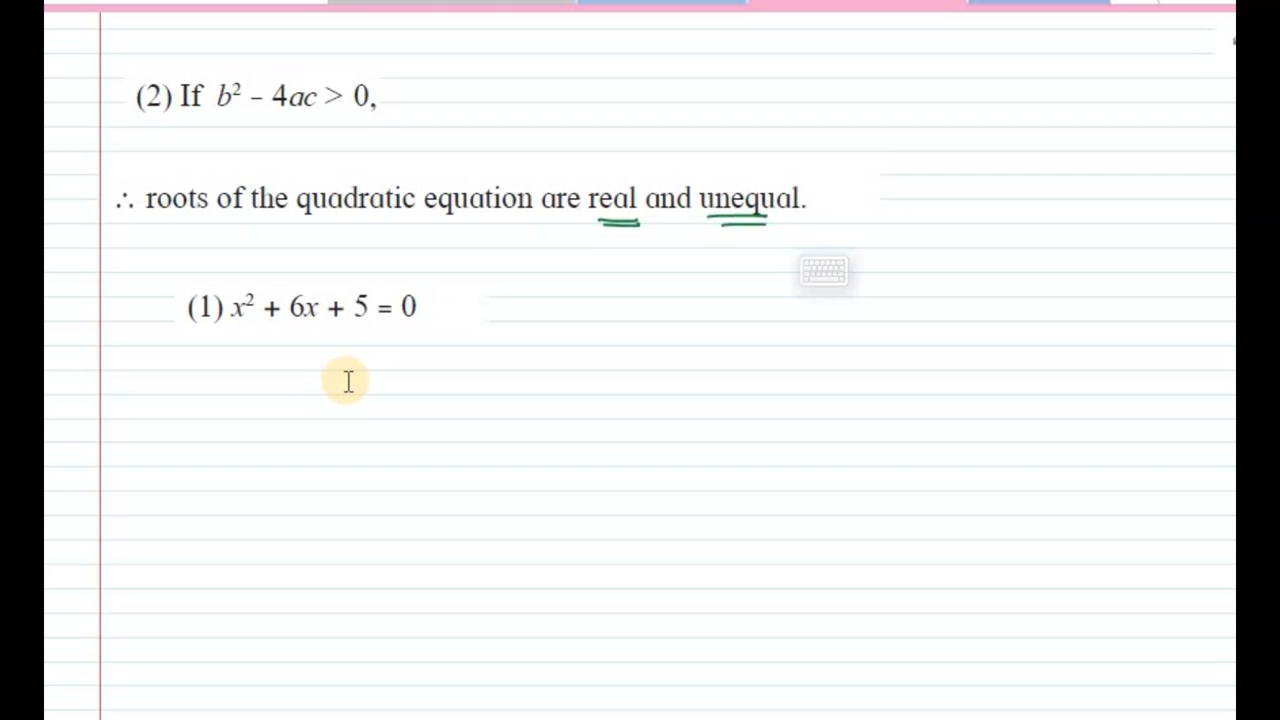 (2) If b² – 4ac > 0,
∴ roots of the quadratic equation are real and unequal.
(1) x² + 6x + 5 = 0